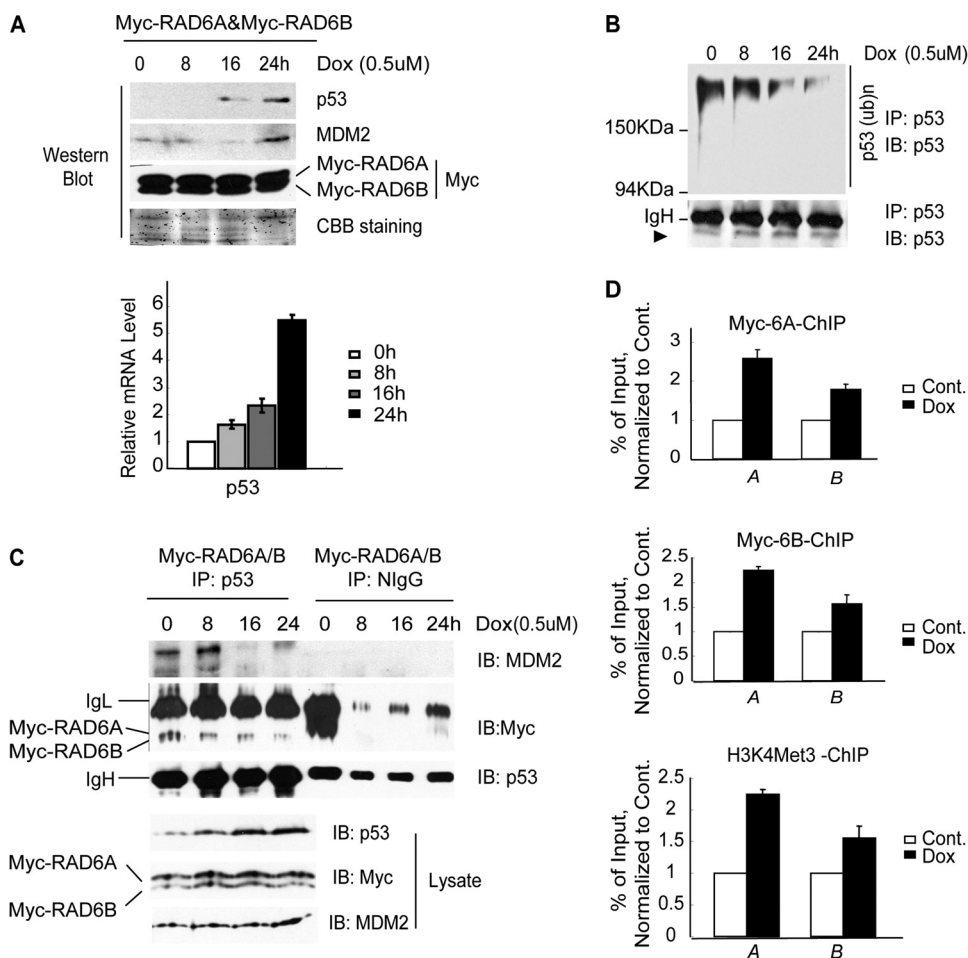 A
Myc-RAD6A&Myc-RAD6B
0 8 16 24h Dox (0.5uM)
p53
MDM2
Western
Blot
Myc-RAD6A
Myc-RAD6B
Myc
CBB staining
Relative mRNA Level
6
5
4
3
2
1
0
p53
0h
8h
16h
24h
B
0 8 16 24h Dox (0.5uM)
150KDa
94KDa
p53 (ub)n
IP: p53
IB: p53
IgH
IP: p53
IB: p53
C
Myc-RAD6A/B
IP: p53
Myc-RAD6A/B
IP: NIgG
0 8 16 24 0 8 16 24h Dox(0.5uM)
IB: MDM2
IgL
Myc-RAD6A
Myc-RAD6B
IB:Myc
IgH
IB: p53
IB: p53
Myc-RAD6A
IB: Myc
Myc-RAD6B
IB: MDM2
Lysate
D
Myc-6A-ChIP
% of Input,
Normalized to Cont.
3
2
1
0
A B
Cont.
Dox
Myc-6B-ChIP
% of Input,
Normalized to Cont.
2.5
2
1.5
1
0.5
0
A B
Cont.
Dox
H3K4Met3 -ChIP
% of Input,
Normalized to Cont.
2.5
2
1.5
1
0.5
0
A B
Cont.
Dox